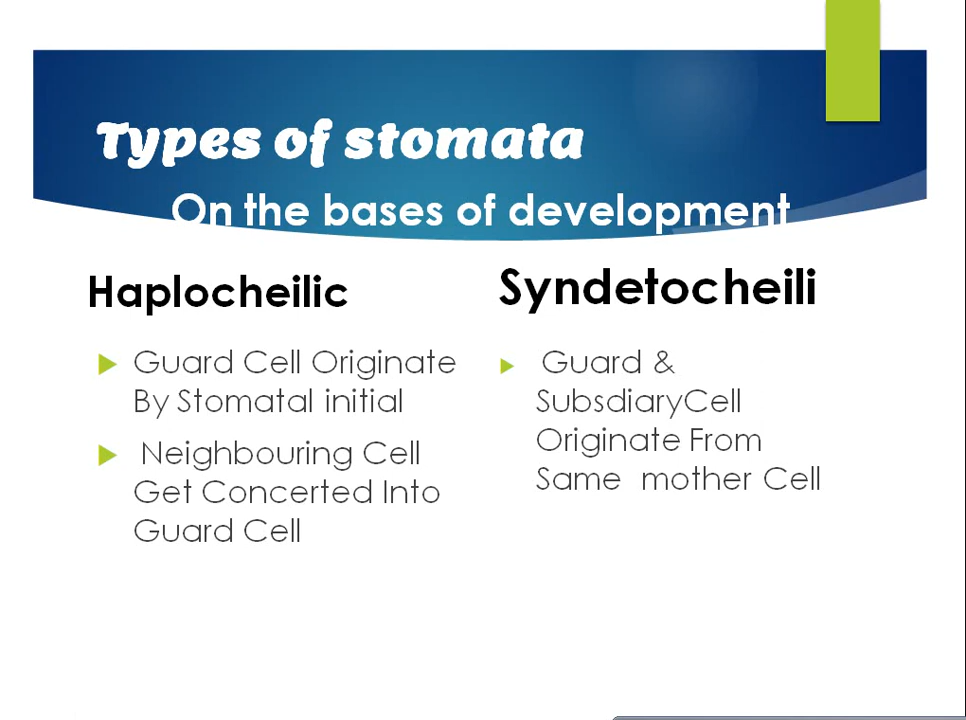 Types of stomata
On the bases of development
Haplocheilic
Guard Cell Originate
By Stomatal initial
Neighbouring Cell
Get Concerted Into
Guard Cell
Syndetocheili
Guard &
SubsdiaryCell
Originate From
Same mother Cell